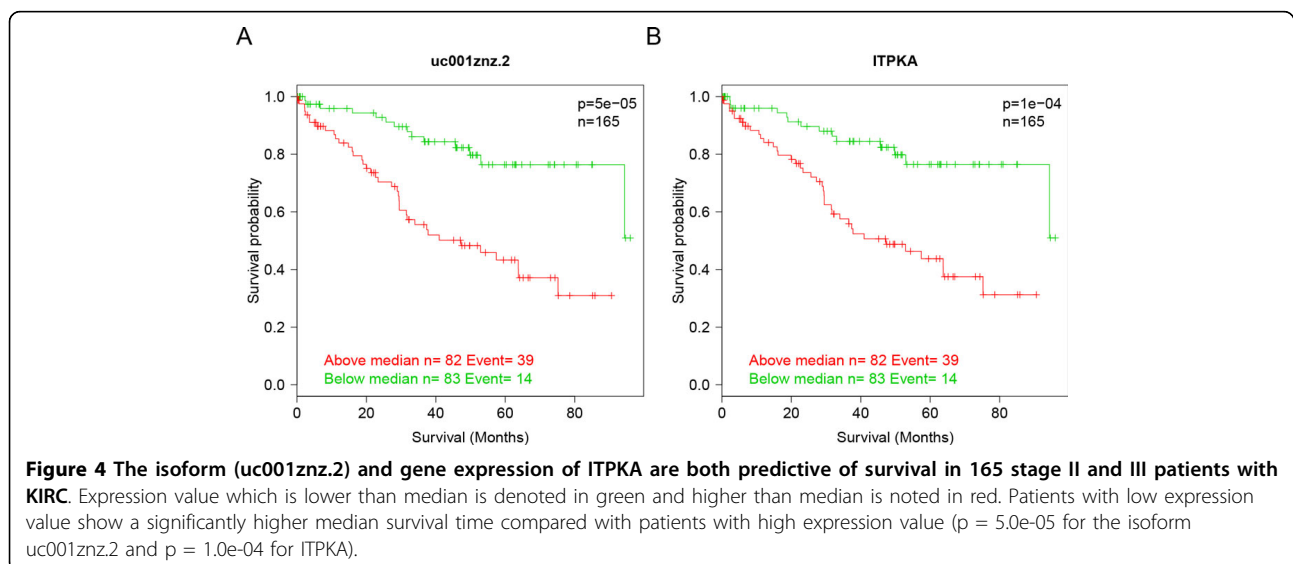 A
uc001znz.2
p=5e−05
n=165
Survival probability
1.0
0.8
0.6
0.4
0.2
0.0
Above median n= 82 Event= 39
Below median n= 83 Event= 14
0 20 40 60 80
Survival (Months)
B
ITPKA
p=1e−04
n=165
Survival probability
1.0
0.8
0.6
0.4
0.2
0.0
Above median n= 82 Event= 39
Below median n= 83 Event= 14
0 20 40 60 80
Survival (Months)
Figure 4 The isoform (uc001znz.2) and gene expression of ITPKA are both predictive of survival in 165 stage II and III patients with
KIRC. Expression value which is lower than median is denoted in green and higher than median is noted in red. Patients with low expression
value show a significantly higher median survival time compared with patients with high expression value (p = 5.0e-05 for the isoform
uc001znz.2 and p = 1.0e-04 for ITPKA).